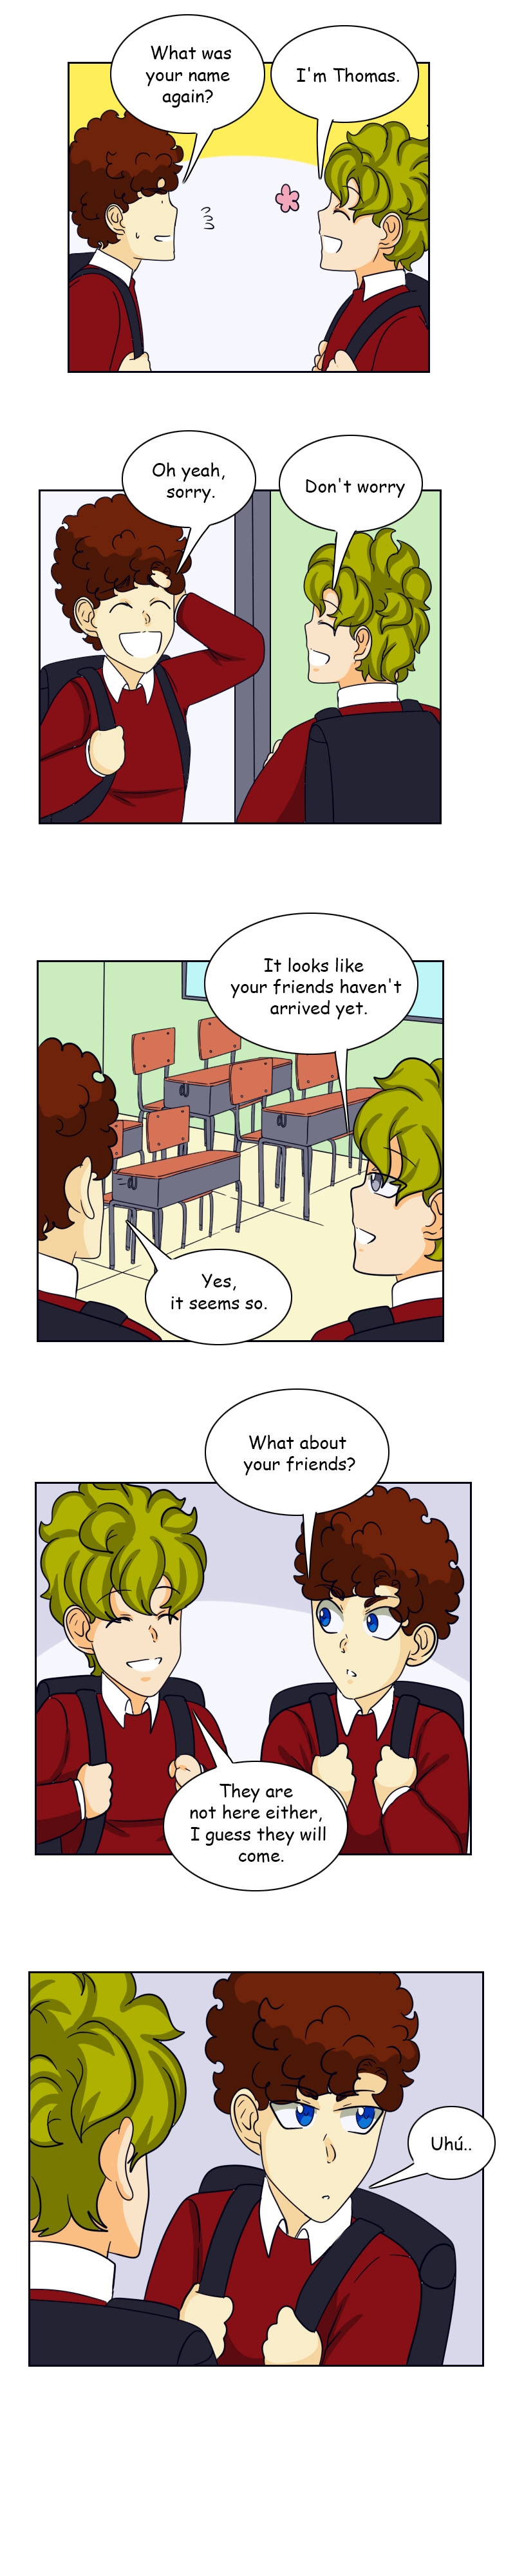 What was
your name
again?
I'm Thomas.
Oh yeah,
sorry.
Don't worry
It looks like
your friends haven't
arrived yet.
Yes,
it seems so.
What about
your friends?
They are
not here either,
I guess they will
come.
Uhú..